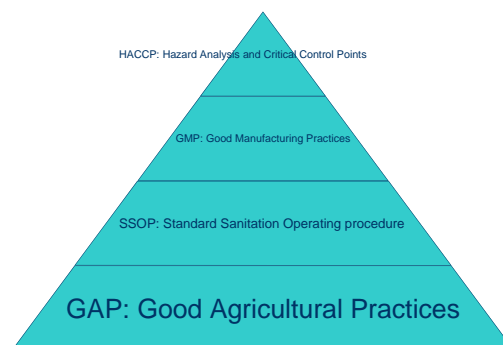 HACCP: Hazard Analysis and Critical Control Points
GMP: Good Manufacturing Practices
SSOP: Standard Sanitation Operating procedure
GAP: Good Agricultural Practices